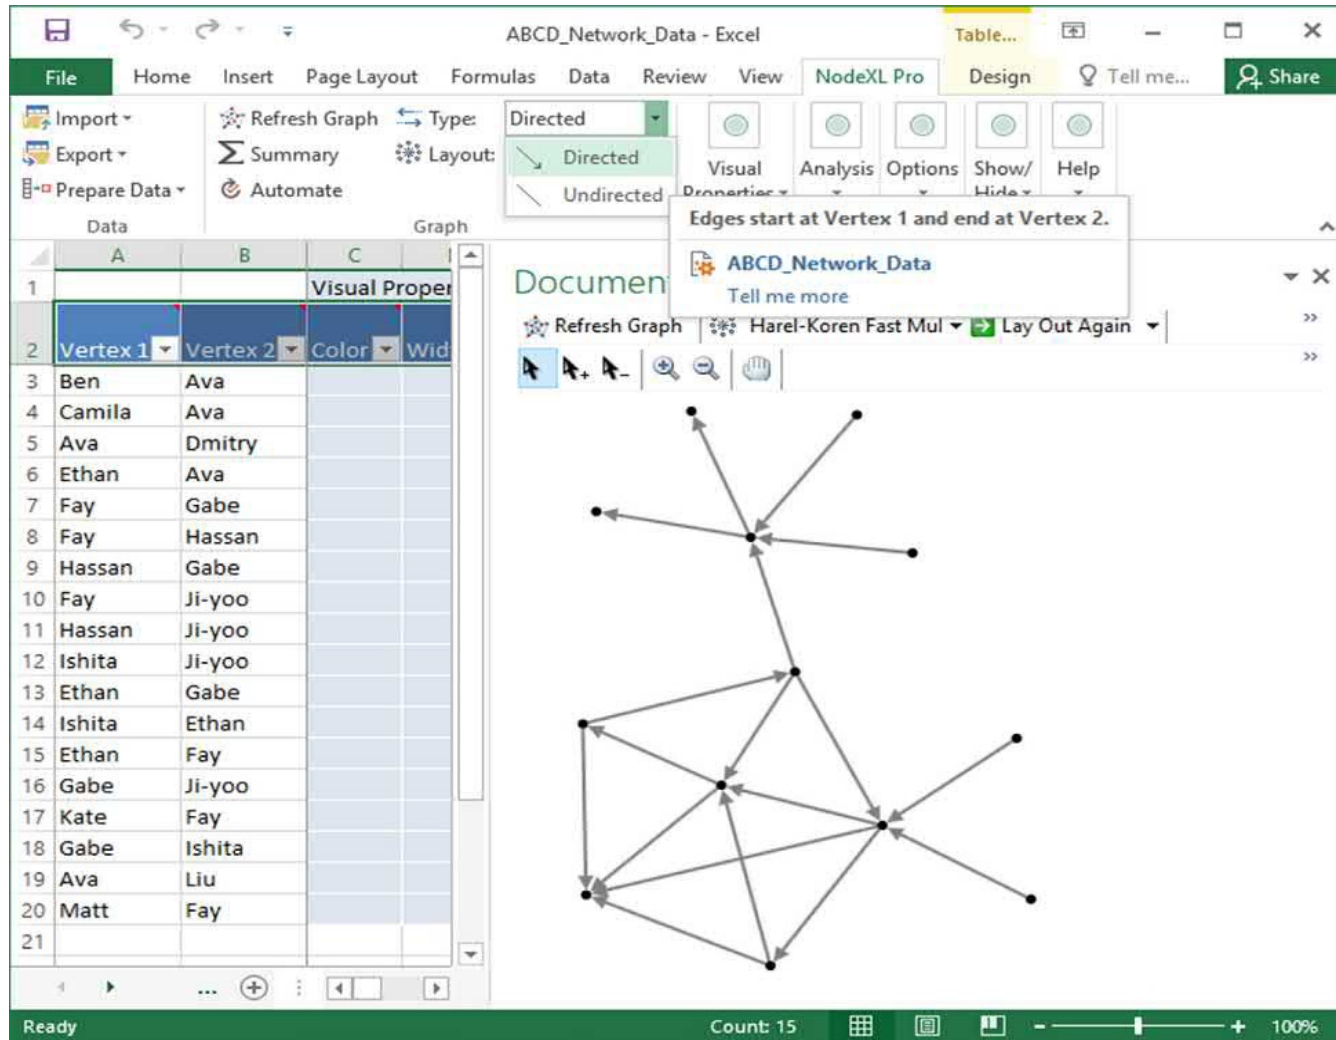 ABCD_Network_Data - Excel Table...
File Home Insert Page Layout Formulas Data Review View NodeXL Pro Design Tell me... Share
Import Refresh Graph Type: Directed
Export Summary Layout: Directed
Prepare Data Automate Undirected
Visual Properties Analysis Options Show/ Hide Help
Data Graph
Edges start at Vertex 1 and end at Vertex 2.
ABCD_Network_Data
Tell me more
A B C
1 Visual Proper
2 Vertex 1 Vertex 2 Color Wid
3 Ben Ava
4 Camila Ava
5 Ava Dmitry
6 Ethan Ava
7 Fay Gabe
8 Fay Hassan
9 Hassan Gabe
10 Fay Ji-yoo
11 Hassan Ji-yoo
12 Ishita Ji-yoo
13 Ethan Gabe
14 Ishita Ethan
15 Ethan Fay
16 Gabe Ji-yoo
17 Kate Fay
18 Gabe Ishita
19 Ava Liu
20 Matt Fay
21
...
Documen
Refresh Graph Harel-Koren Fast Mul Lay Out Again
Ready Count: 15 100%